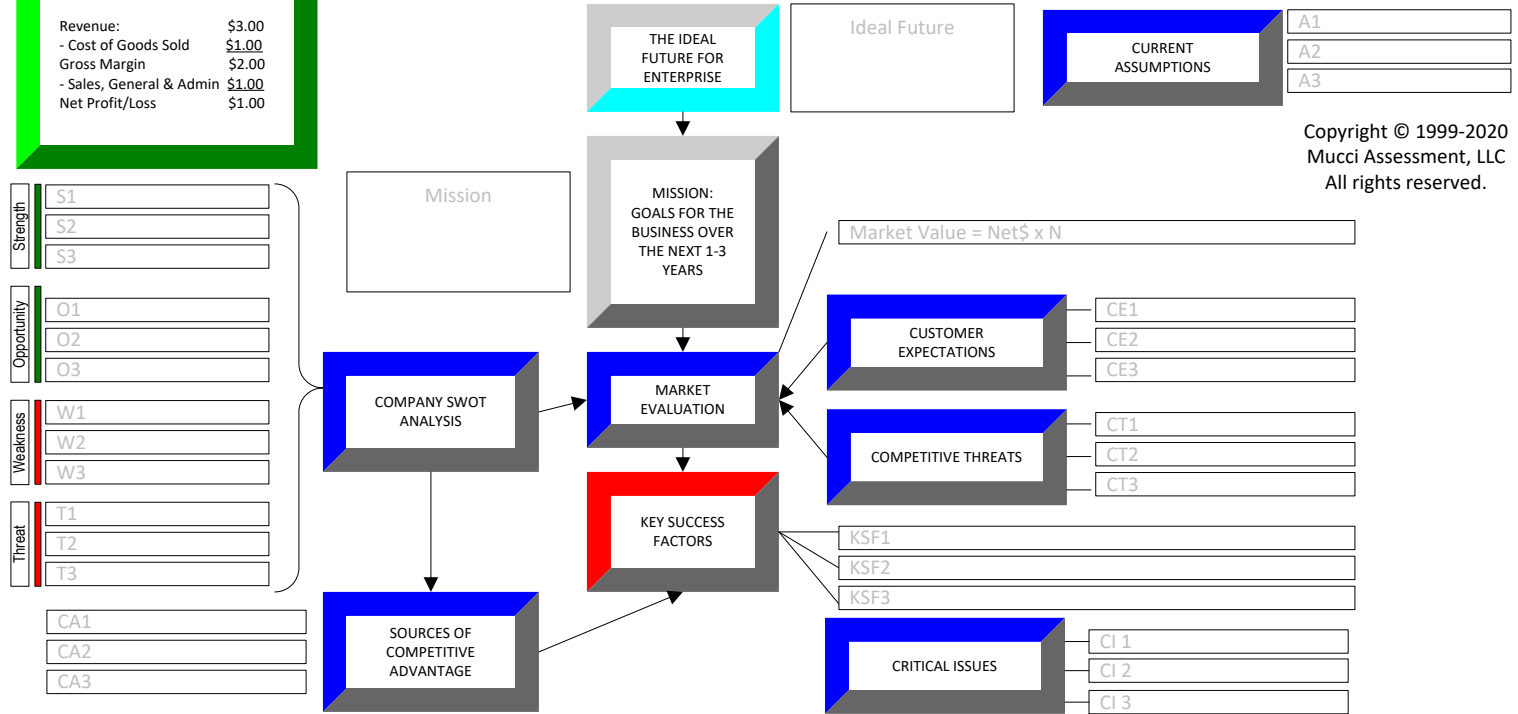 Revenue: $3.00
- Cost of Goods Sold $1.00
Gross Margin $2.00
- Sales, General & Admin $1.00
Net Profit/Loss $1.00
THE IDEAL
FUTURE FOR
ENTERPRISE
Ideal Future
CURRENT
ASSUMPTIONS
A1
A2
A3
Copyright © 1999-2020
Mucci Assessment, LLC
All rights reserved.
Strength
S1
S2
S3
Mission
MISSION:
GOALS FOR THE
BUSINESS OVER
THE NEXT 1-3
YEARS
Market Value = Net$ x N
Opportunity
O1
O2
O3
CUSTOMER
EXPECTATIONS
CE1
CE2
CE3
COMPANY SWOT
ANALYSIS
MARKET
EVALUATION
Weakness
W1
W2
W3
COMPETITIVE THREATS
CT1
CT2
CT3
Threat
T1
T2
T3
KEY SUCCESS
FACTORS
KSF1
KSF2
KSF3
CA1
CA2
CA3
SOURCES OF
COMPETITIVE
ADVANTAGE
CRITICAL ISSUES
CI 1
CI 2
CI 3